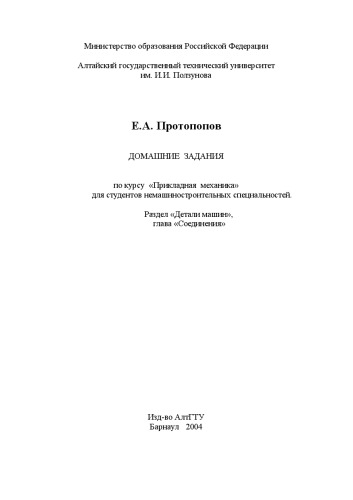 Министерство образования Российской Федерации
Алтайский государственный технический университет
им. И.И. Ползунова
Е.А. Протопопов
ДОМАШНИЕ ЗАДАНИЯ
по курсу «Прикладная механика»
для студентов немашиностроительных специальностей.
Раздел «Детали машин»,
глава «Соединения»
Изд-во АлтГТУ
Барнаул 2004